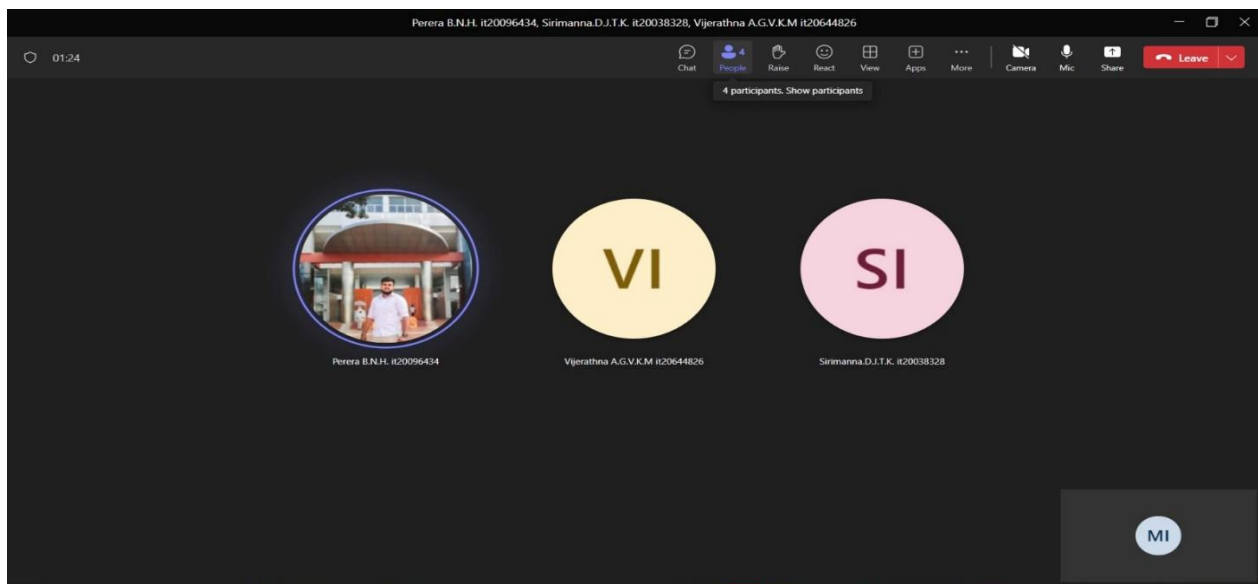 Perera B.N.H. it20096434, Sirimanna.D.J.T.K. it20038328, Vijerathna A.G.V.K.M it20644826
01:24
Chat
4
People
Raise
React
View
Apps
More
Camera
Mic
Share
Leave
4 participants. Show participants
VI
SI
Perera B.N.H. it20096434
Vijerathna A.G.V.K.M it20644826
Sirimanna.D.J.T.K. it20038328
MI